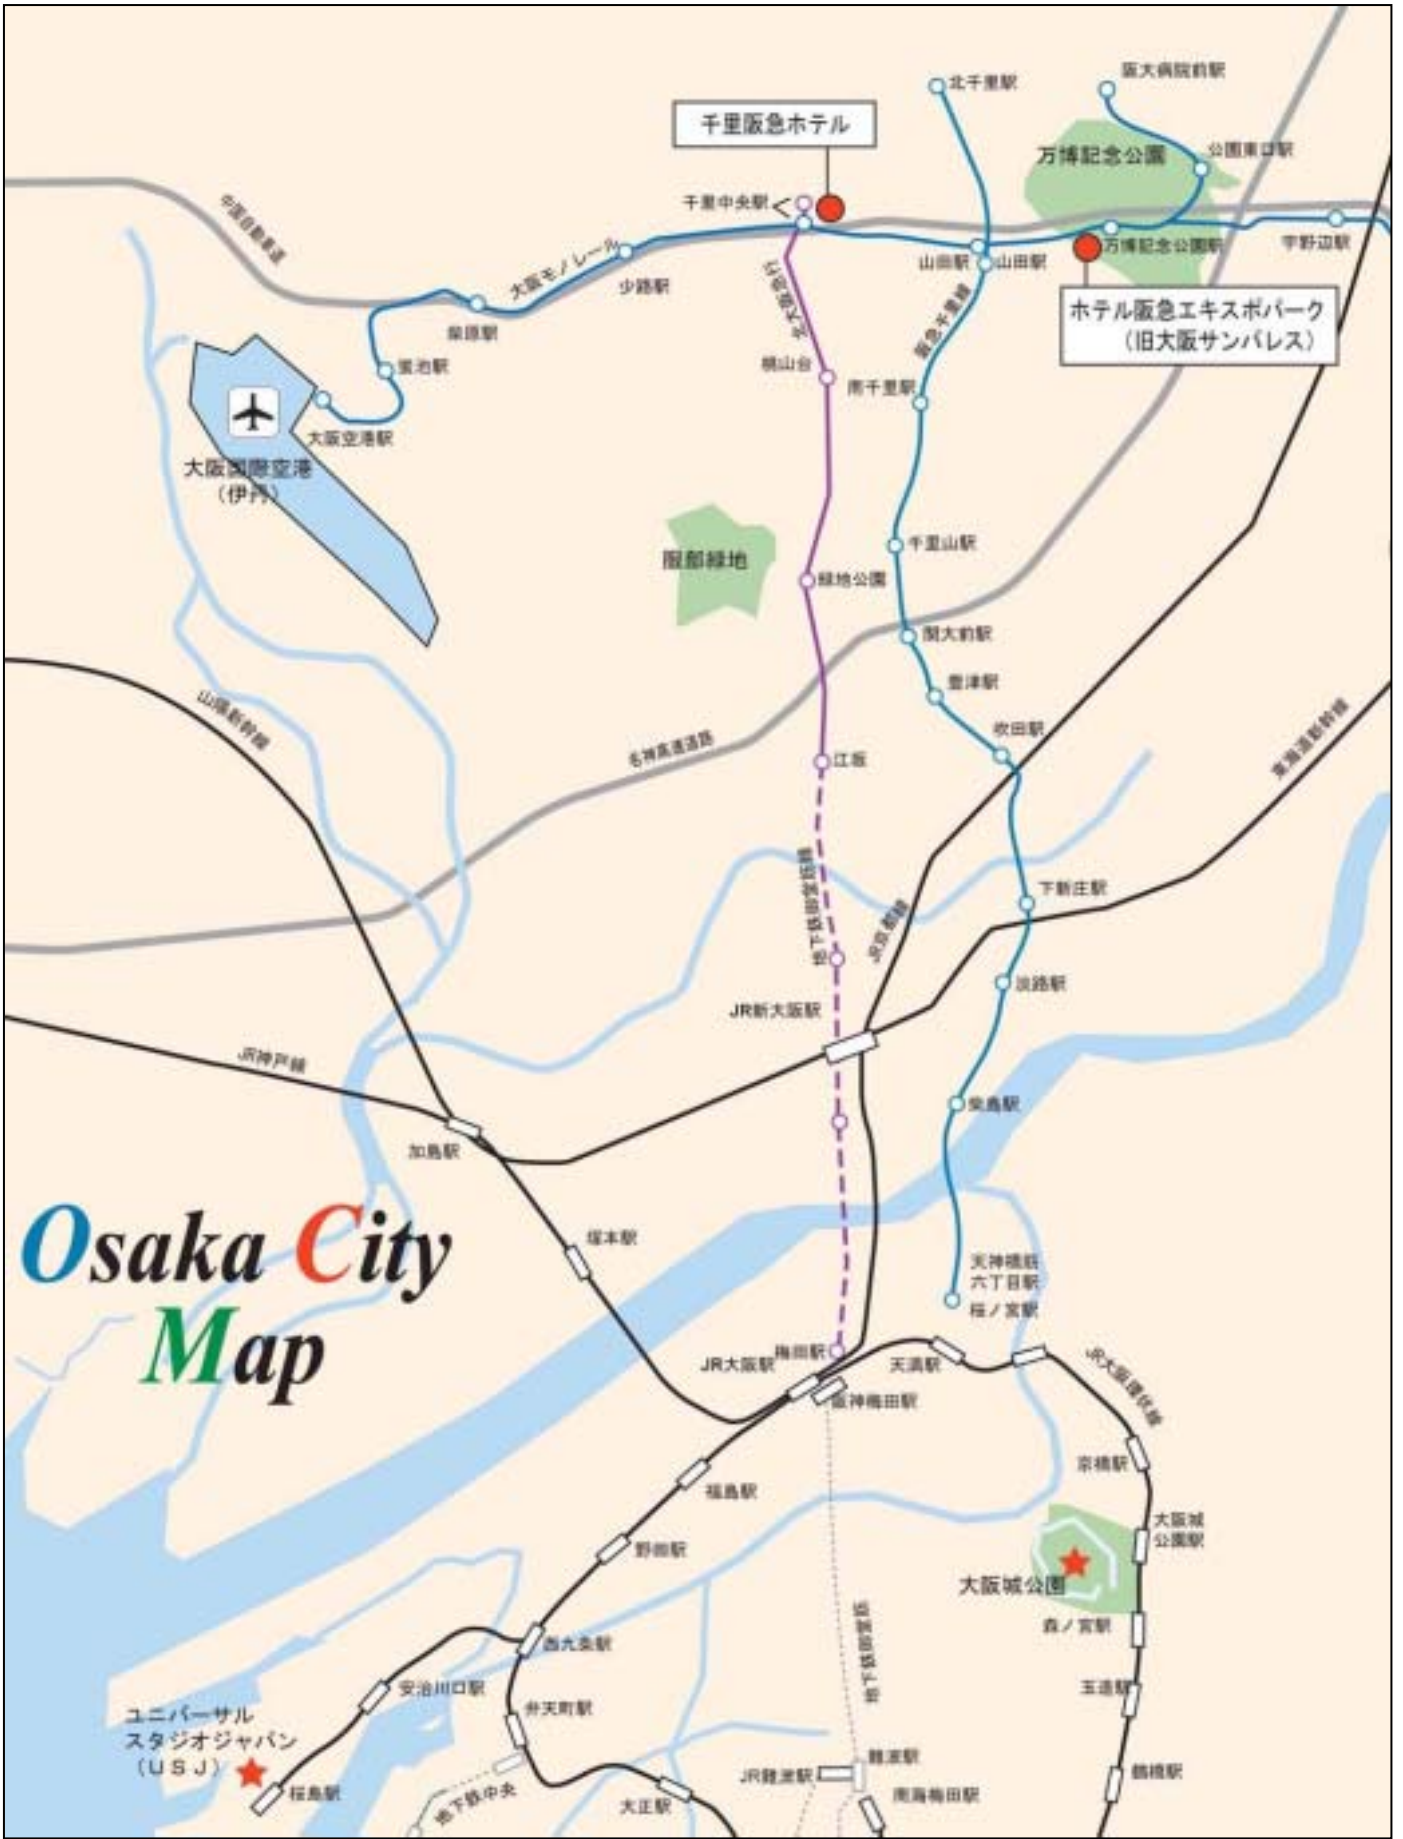 北千里駅
阪大病院前駅
千里阪急ホテル
万博記念公園
公園東口駅
千里中央駅
中国自動車道
大阪モノレール
少路駅
山田駅
山田駅
万博記念公園駅
宇野辺駅
柴原駅
北大阪急行
阪急千里線
ホテル阪急エキスポパーク
（旧大阪サンパレス）
蛍池駅
桃山台
南千里駅
大阪空港駅
大阪国際空港
（伊丹）
千里山駅
服部緑地
緑地公園
関大前駅
豊津駅
山陽新幹線
吹田駅
名神高速道路
江坂
東海道新幹線
地下鉄御堂筋線
下新庄駅
JR京都線
淡路駅
JR新大阪駅
JR神戸線
柴島駅
加島駅
Osaka City
Map
塚本駅
天神橋筋
六丁目駅
桜ノ宮駅
梅田駅
JR大阪駅
天満駅
JR大阪環状線
阪神梅田駅
京橋駅
福島駅
大阪城
公園駅
野田駅
大阪城公園
森ノ宮駅
西九条駅
安治川口駅
玉造駅
弁天町駅
ユニバーサル
スタジオジャパン
（ＵＳＪ）
難波駅
JR難波駅
鶴橋駅
桜島駅
地下鉄中央
大正駅
南海梅田駅